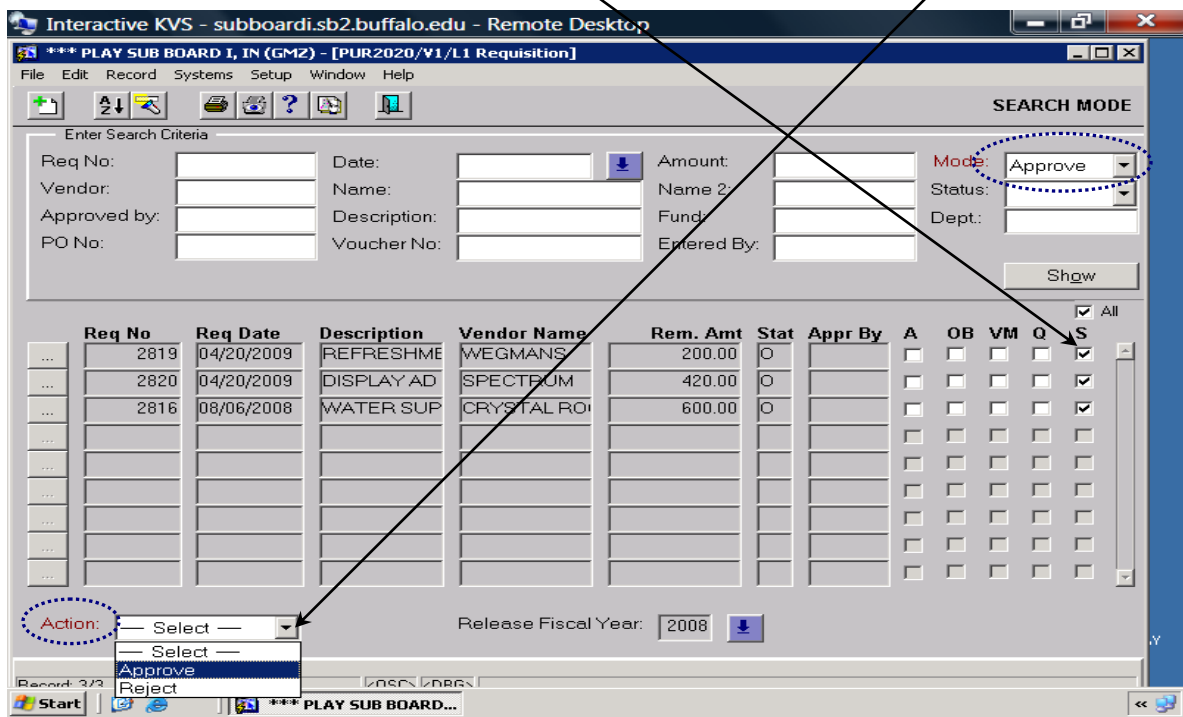 Interactive KVS - subboardi.sb2.buffalo.edu - Remote Desktop
*** PLAY SUB BOARD I, IN (GMZ) - [PUR2020/V1/L1 Requisition]
File Edit Record Systems Setup Window Help
SEARCH MODE
Enter Search Criteria
Req No: Date: Amount: Mode: Approve
Vendor: Name: Name 2: Status:
Approved by: Description: Fund: Dept.:
PO No: Voucher No: Entered By:
Show
All
Req No Req Date Description Vendor Name Rem. Amt Stat Appr By A OB VM Q S
... 2819 04/20/2009 REFRESHME WEGMANS 200.00 O
... 2820 04/20/2009 DISPLAY AD SPECTRUM 420.00 O
... 2816 08/06/2008 WATER SUP CRYSTAL RO 600.00 O
...
...
...
...
...
...
Action: — Select — Release Fiscal Year: 2008
— Select —
Approve
Reject
Record: 3/3 <OSC> <DBG>
Start *** PLAY SUB BOARD... «